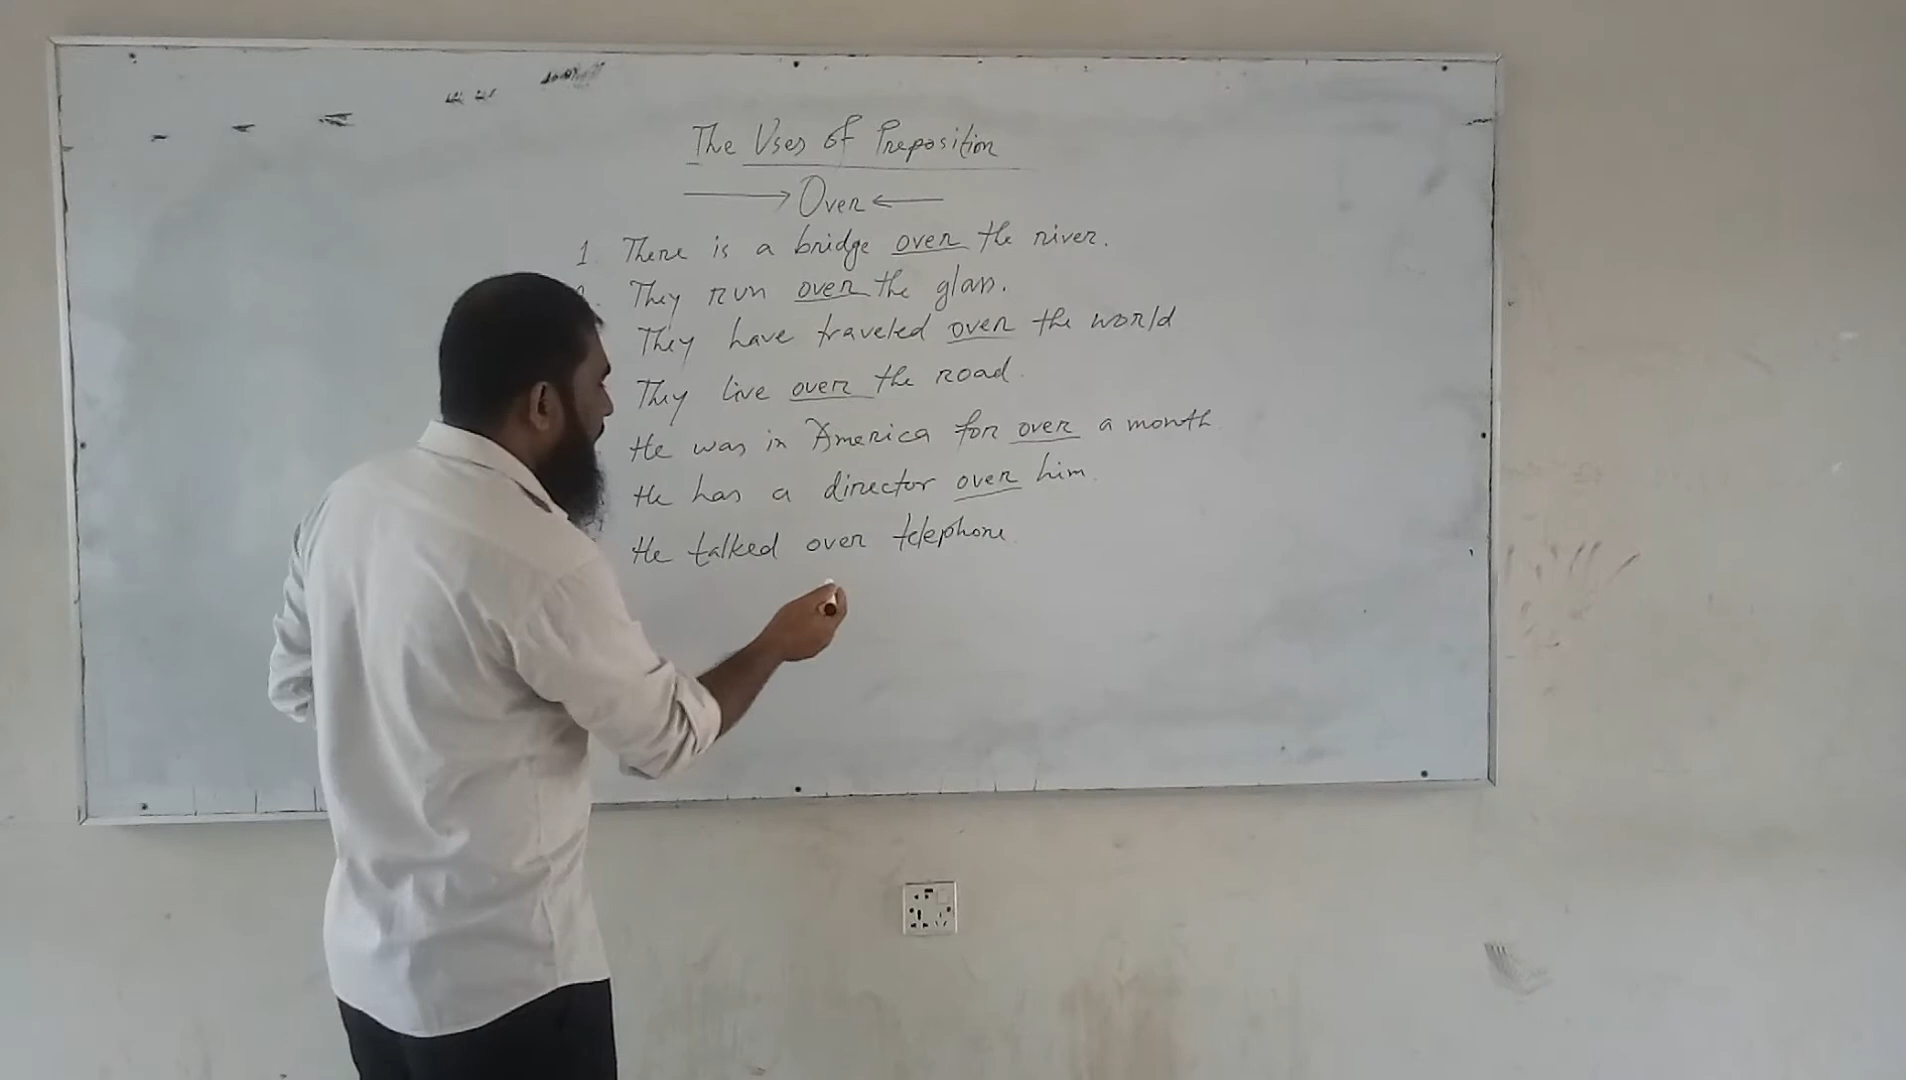 The Uses of Preposition
Over
1. There is a bridge over the river.
They run over the glass.
They have traveled over the world
They live over the road.
He was in America for over a month
He has a director over him.
He talked over telephone